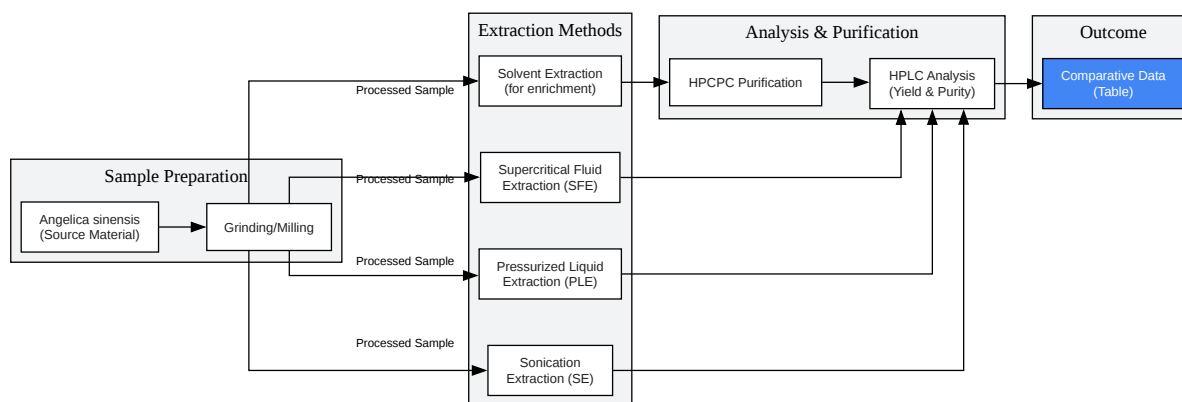 Extraction Methods
Analysis & Purification
Outcome
Solvent Extraction
(for enrichment)
HPCPC Purification
HPLC Analysis
(Yield & Purity)
Comparative Data
(Table)
Processed Sample
Sample Preparation
Processed Sample
Supercritical Fluid
Extraction (SFE)
Angelica sinensis
(Source Material)
Grinding/Milling
Processed Sample
Pressurized Liquid
Extraction (PLE)
Processed Sample
Sonication
Extraction (SE)